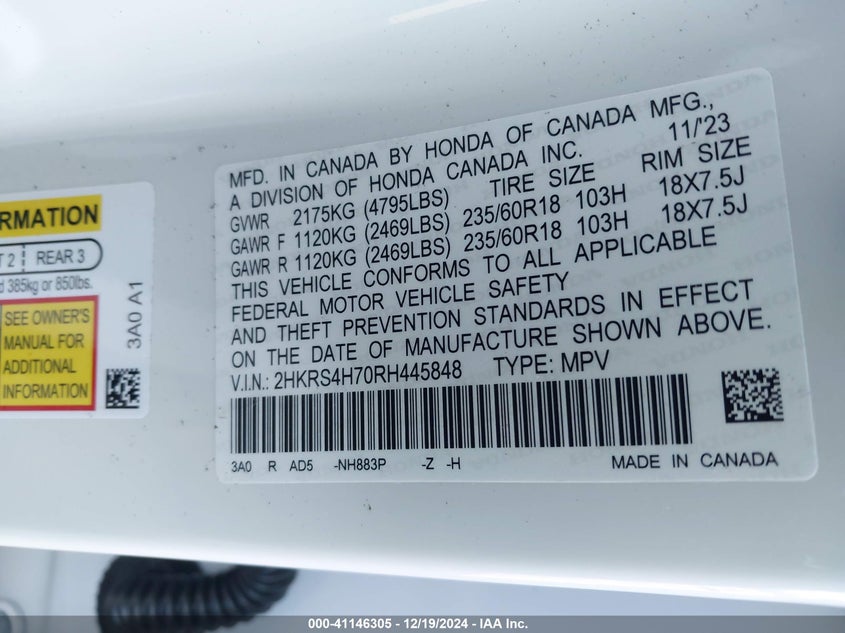 RMATION
T 2 | REAR 3
d 385kg or 850lbs.
SEE OWNER'S
MANUAL FOR
ADDITIONAL
INFORMATION
3A0 A1
MFD. IN CANADA BY HONDA OF CANADA MFG.,
A DIVISION OF HONDA CANADA INC. 11/'23
GVWR 2175KG (4795LBS) TIRE SIZE RIM SIZE
GAWR F 1120KG (2469LBS) 235/60R18 103H 18X7.5J
GAWR R 1120KG (2469LBS) 235/60R18 103H 18X7.5J
THIS VEHICLE CONFORMS TO ALL APPLICABLE
FEDERAL MOTOR VEHICLE SAFETY
AND THEFT PREVENTION STANDARDS IN EFFECT
ON THE DATE OF MANUFACTURE SHOWN ABOVE.
V.I.N.: 2HKRS4H70RH445848 TYPE: MPV
3A0 R AD5 -NH883P -Z -H MADE IN CANADA
000-41146305 - 12/19/2024 - IAA Inc.